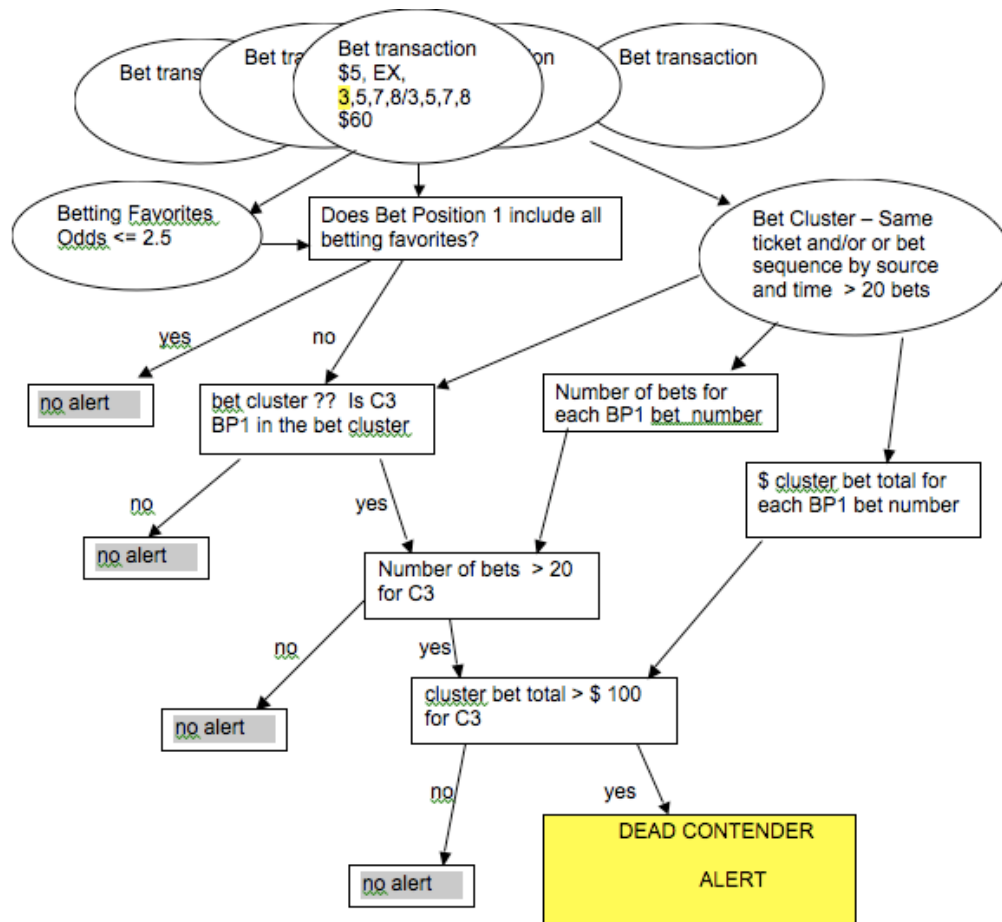 Bet trans
Bet tra
Bet transaction
$5, EX,
3,5,7,8/3,5,7,8
$60
on
Bet transaction
Betting Favorites
Odds <= 2.5
Does Bet Position 1 include all
betting favorites?
Bet Cluster – Same
ticket and/or or bet
sequence by source
and time > 20 bets
yes
no
no alert
bet cluster ?? Is C3
BP1 in the bet cluster
Number of bets for
each BP1 bet number
$ cluster bet total for
each BP1 bet number
no
yes
no alert
Number of bets > 20
for C3
no
yes
no alert
cluster bet total > $ 100
for C3
no
yes
no alert
DEAD CONTENDER
ALERT